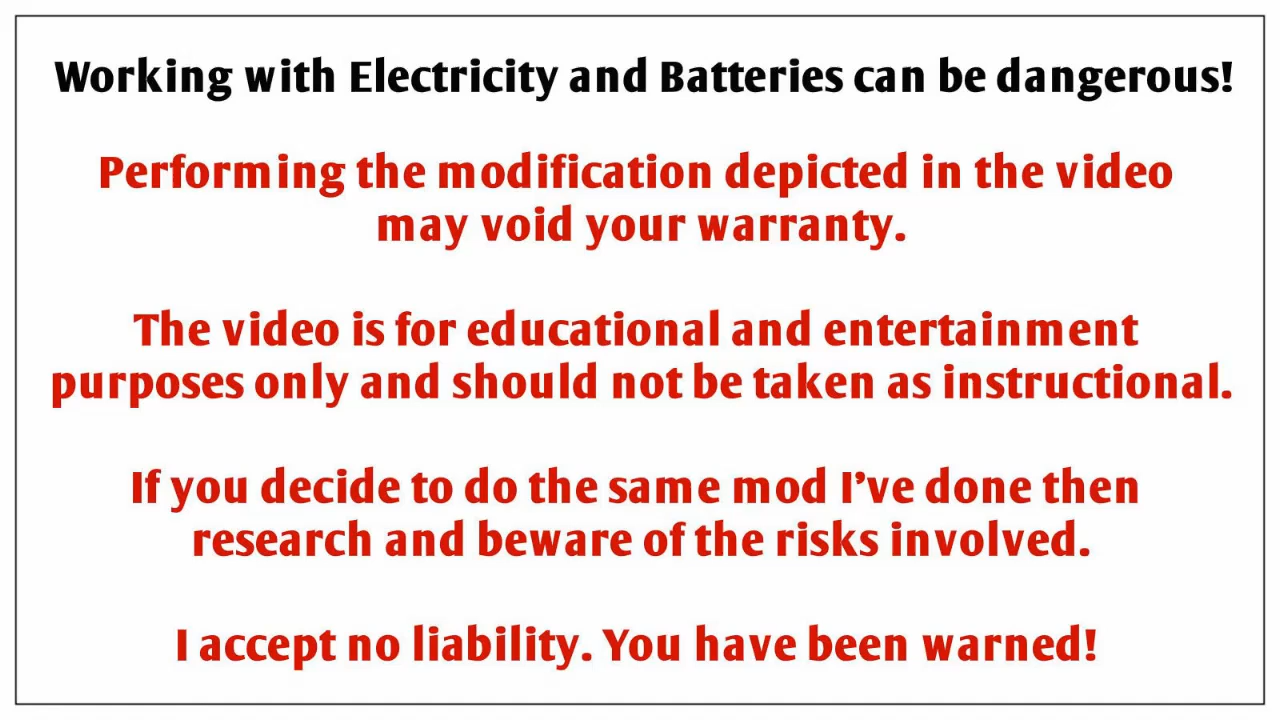 Working with Electricity and Batteries can be dangerous!
Performing the modification depicted in the video
may void your warranty.
The video is for educational and entertainment
purposes only and should not be taken as instructional.
If you decide to do the same mod I've done then
research and beware of the risks involved.
I accept no liability. You have been warned!